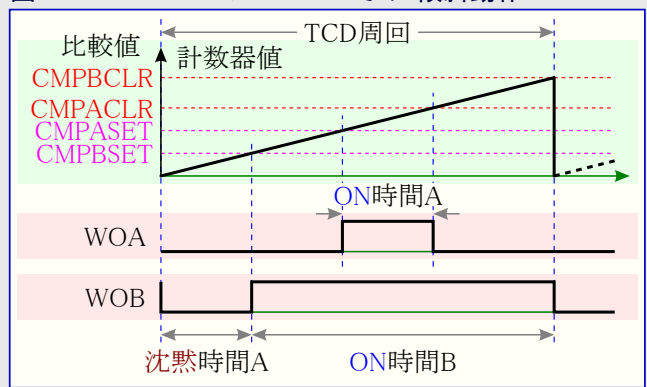 TCD周回
比較値
計数器値
CMPBCLR
CMPACLR
CMPASET
CMPBSET
ON時間A
WOA
WOB
沈黙時間A
ON時間B